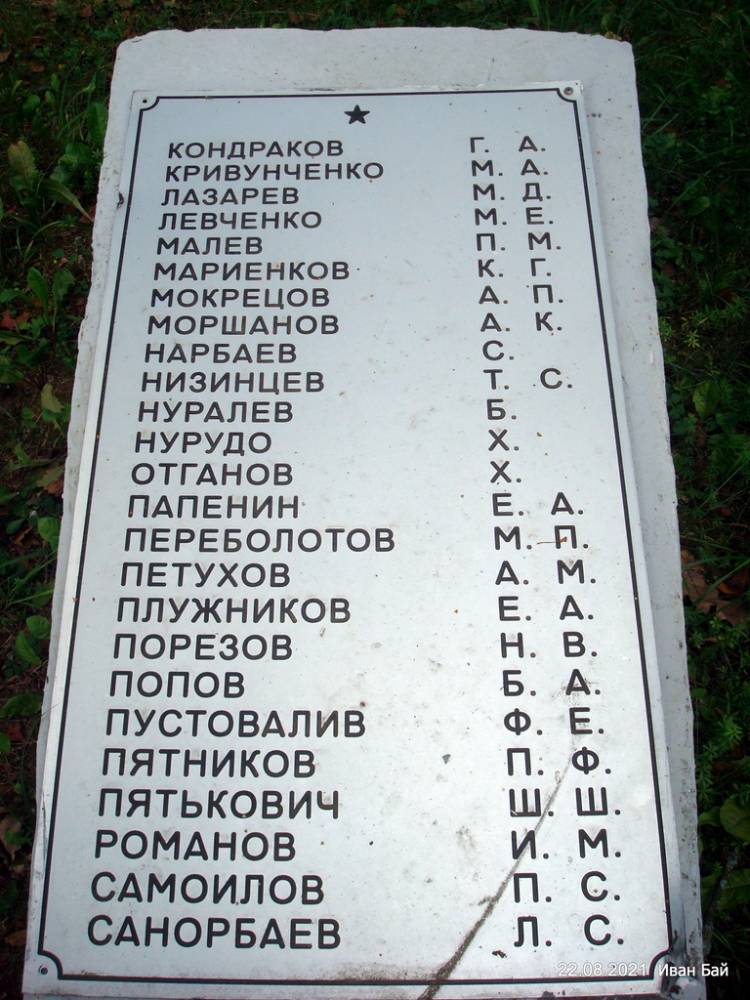 КОНДРАКОВ Г. А.
КРИВУНЧЕНКО М. А.
ЛАЗАРЕВ М. Д.
ЛЕВЧЕНКО М. Е.
МАЛЕВ П. М.
МАРИЕНКОВ К. Г.
МОКРЕЦОВ А. П.
МОРШАНОВ А. К.
НАРБАЕВ С.
НИЗИНЦЕВ Т. С.
НУРАЛЕВ Б.
НУРУДО Х.
ОТГАНОВ Х.
ПАПЕНИН Е. А.
ПЕРЕБОЛОТОВ М. П.
ПЕТУХОВ А. М.
ПЛУЖНИКОВ Е. А.
ПОРЕЗОВ Н. В.
ПОПОВ Б. А.
ПУСТОВАЛИВ Ф. Е.
ПЯТНИКОВ П. Ф.
ПЯТЬКОВИЧ Ш. Ш.
РОМАНОВ И. М.
САМОИЛОВ П. С.
САНОРБАЕВ Л. С.
22.08.2021 Иван Бай